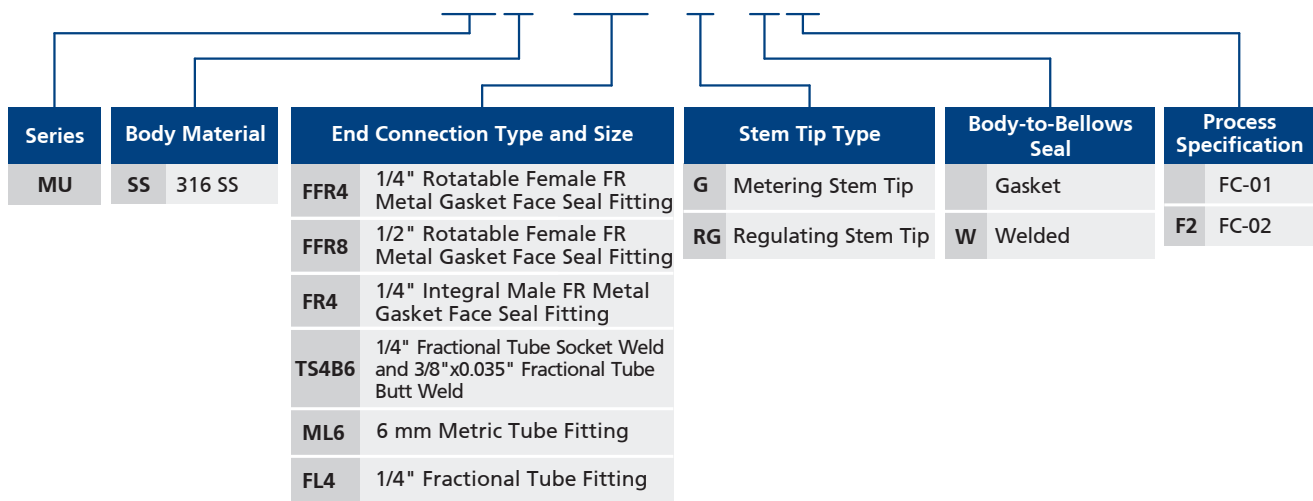 Series
MU
Body Material
SS 316 SS
End Connection Type and Size
FFR4 1/4" Rotatable Female FR
Metal Gasket Face Seal Fitting
FFR8 1/2" Rotatable Female FR
Metal Gasket Face Seal Fitting
FR4 1/4" Integral Male FR Metal
Gasket Face Seal Fitting
TS4B6 1/4" Fractional Tube Socket Weld
and 3/8"x0.035" Fractional Tube
Butt Weld
ML6 6 mm Metric Tube Fitting
FL4 1/4" Fractional Tube Fitting
Stem Tip Type
G Metering Stem Tip
RG Regulating Stem Tip
Body-to-Bellows
Seal
Gasket
W Welded
Process
Specification
FC-01
F2 FC-02